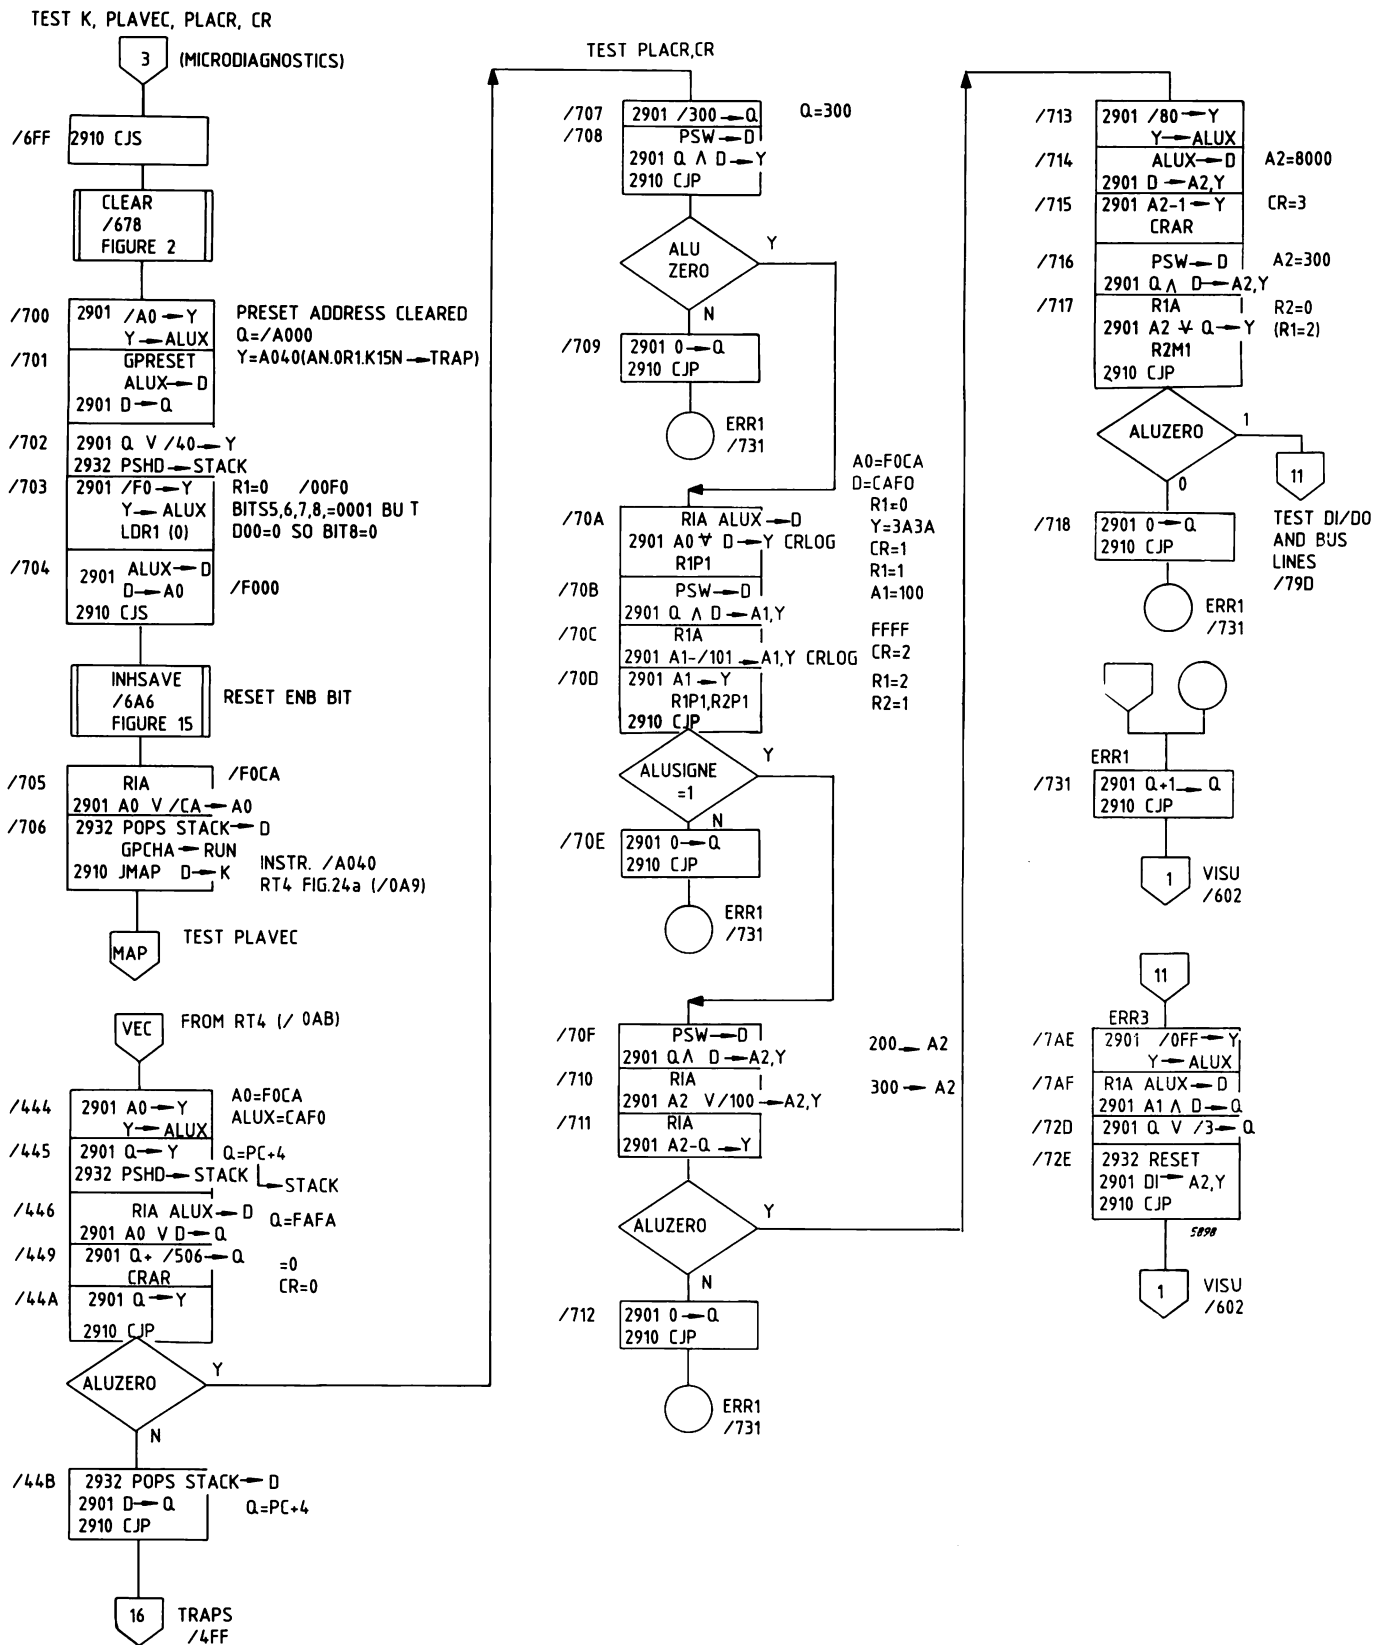 TEST K, PLAVEC, PLACR, CR
3 (MICRODIAGNOSTICS)
/6FF 2910 CJS
CLEAR
/678
FIGURE 2
/700 2901 /A0→Y PRESET ADDRESS CLEARED
Y→ALUX Q=/A000
/701 GPRESET Y=A040(AN.0R1.K15N→TRAP)
ALUX→D
2901 D→Q
/702 2901 Q V /40→Y
2932 PSHD→STACK
/703 2901 /F0→Y R1=0 /00F0
Y→ALUX BITS5,6,7,8,=0001 BU T
LDR1 (0) D00=0 SO BIT8=0
/704 2901 ALUX→D
D→A0 /F000
2910 CJS
INHSAVE
/6A6 RESET ENB BIT
FIGURE 15
/705 RIA /F0CA
2901 A0 V /CA→A0
/706 2932 POPS STACK→D
GPCHA→RUN INSTR. /A040
2910 JMAP D→K RT4 FIG.24a (/0A9)
MAP TEST PLAVEC
VEC FROM RT4 (/ 0AB)
/444 2901 A0→Y A0=F0CA
Y→ALUX ALUX=CAF0
/445 2901 Q→Y Q=PC+4
2932 PSHD→STACK →STACK
/446 RIA ALUX→D Q=FAFA
2901 A0 V D→Q
/449 2901 Q+ /506→Q =0
CRAR CR=0
/44A 2901 Q→Y
2910 CJP
ALUZERO Y
N
/44B 2932 POPS STACK→D
2901 D→Q Q=PC+4
2910 CJP
16 TRAPS
/4FF
TEST PLACR,CR
/707 2901 /300→Q Q=300
/708 PSW→D
2901 Q Λ D→Y
2910 CJP
ALU
ZERO Y
N
/709 2901 0→Q
2910 CJP
ERR1
/731
A0=F0CA
D=CAF0
R1=0
/70A RIA ALUX→D Y=3A3A
2901 A0 ⊻ D→Y CRLOG CR=1
R1P1 R1=1
/70B PSW→D A1=100
2901 Q Λ D→A1,Y
/70C R1A FFFF
2901 A1-/101→A1,Y CRLOG CR=2
/70D 2901 A1→Y R1=2
R1P1,R2P1 R2=1
2910 CJP
ALUSIGNE
=1 Y
N
/70E 2901 0→Q
2910 CJP
ERR1
/731
/70F PSW→D 200→A2
2901 Q Λ D→A2,Y
/710 RIA 300→A2
2901 A2 V/100→A2,Y
/711 RIA
2901 A2-Q→Y
ALUZERO Y
N
/712 2901 0→Q
2910 CJP
ERR1
/731
/713 2901 /80→Y
Y→ALUX
/714 ALUX→D A2=8000
2901 D→A2,Y
/715 2901 A2-1→Y CR=3
CRAR
/716 PSW→D A2=300
2901 Q Λ D→A2,Y
/717 R1A R2=0
2901 A2 ⊻ Q→Y (R1=2)
R2M1
2910 CJP
ALUZERO 1
0
11
TEST DI/DO
AND BUS
LINES
/79D
/718 2901 0→Q
2910 CJP
ERR1
/731
ERR1
/731 2901 Q+1→Q
2910 CJP
1 VISU
/602
11
ERR3
/7AE 2901 /0FF→Y
Y→ALUX
/7AF R1A ALUX→D
2901 A1 Λ D→Q
/72D 2901 Q V /3→Q
/72E 2932 RESET
2901 DI→A2,Y
2910 CJP
5898
1 VISU
/602